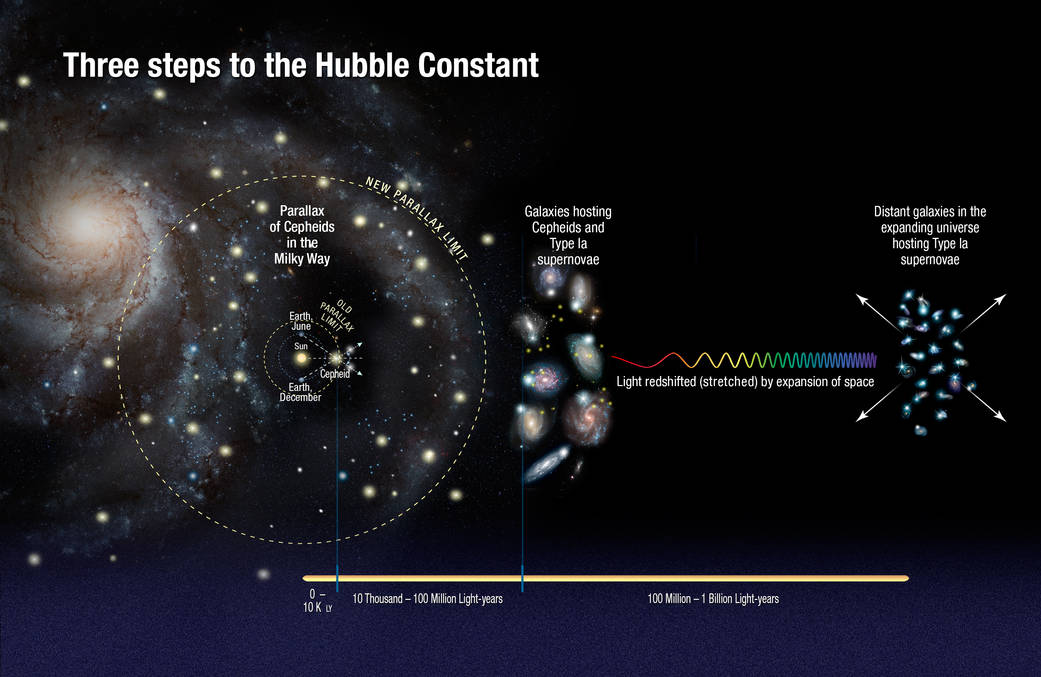 Three steps to the Hubble Constant
NEW PARALLAX LIMIT
Parallax
of Cepheids
in the
Milky Way
OLD
PARALLAX
LIMIT
Earth,
June
Sun
Cepheid
Earth,
December
Galaxies hosting
Cepheids and
Type Ia
supernovae
Light redshifted (stretched) by expansion of space
Distant galaxies in the
expanding universe
hosting Type Ia
supernovae
0 –
10 K LY
10 Thousand – 100 Million Light-years
100 Million – 1 Billion Light-years